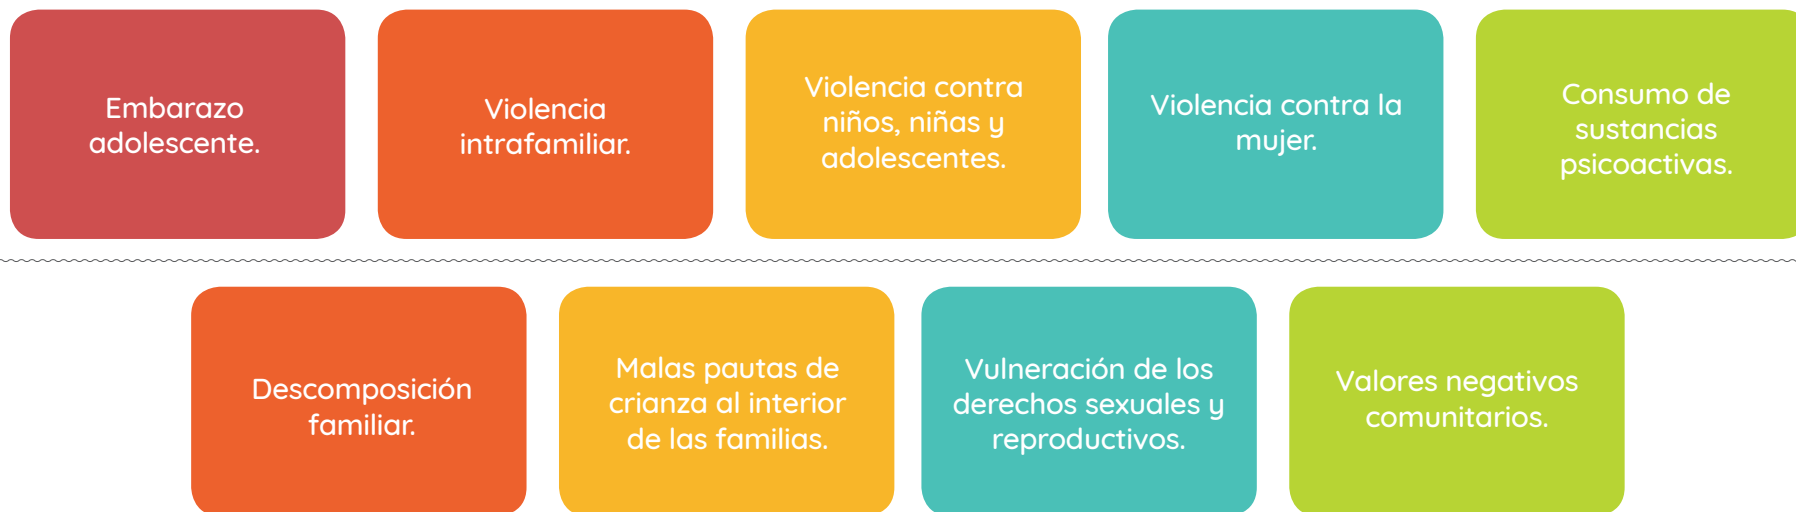 Embarazo
adolescente.
Violencia
intrafamiliar.
Violencia contra
niños, niñas y
adolescentes.
Violencia contra la
mujer.
Consumo de
sustancias
psicoactivas.
Descomposición
familiar.
Malas pautas de
crianza al interior
de las familias.
Vulneración de los
derechos sexuales y
reproductivos.
Valores negativos
comunitarios.